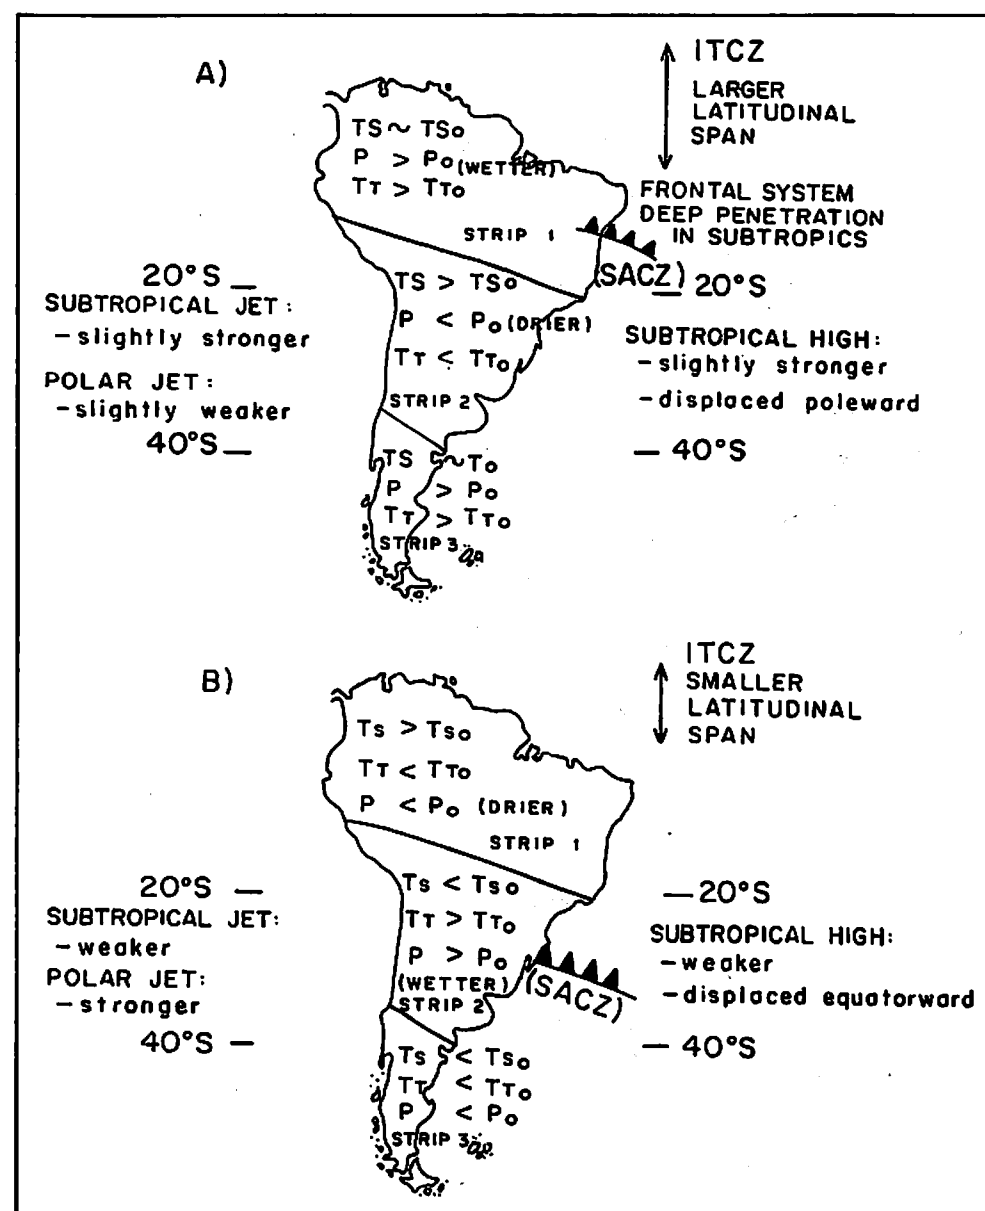 A)
ITCZ
LARGER
LATITUDINAL
SPAN
TS ~ TSo
P > Po (WETTER)
TT > TTo
STRIP 1
FRONTAL SYSTEM
DEEP PENETRATION
IN SUBTROPICS
(SACZ)
20°S
20°S
SUBTROPICAL JET:
-slightly stronger
POLAR JET:
-slightly weaker
40°S
TS > TSo
P < Po (DRIER)
TT < TTo
STRIP 2
SUBTROPICAL HIGH:
-slightly stronger
-displaced poleward
40°S
TS ~ To
P > Po
TT > TTo
STRIP 3
B)
ITCZ
SMALLER
LATITUDINAL
SPAN
Ts > Tso
TT < TTo
P < Po (DRIER)
STRIP 1
20°S
20°S
SUBTROPICAL JET:
-weaker
POLAR JET:
-stronger
40°S
Ts < Tso
TT > TTo
P > Po
(WETTER)
STRIP 2
(SACZ)
SUBTROPICAL HIGH:
-weaker
-displaced equatorward
40°S
Ts < Tso
TT < TTo
P < Po
STRIP 3